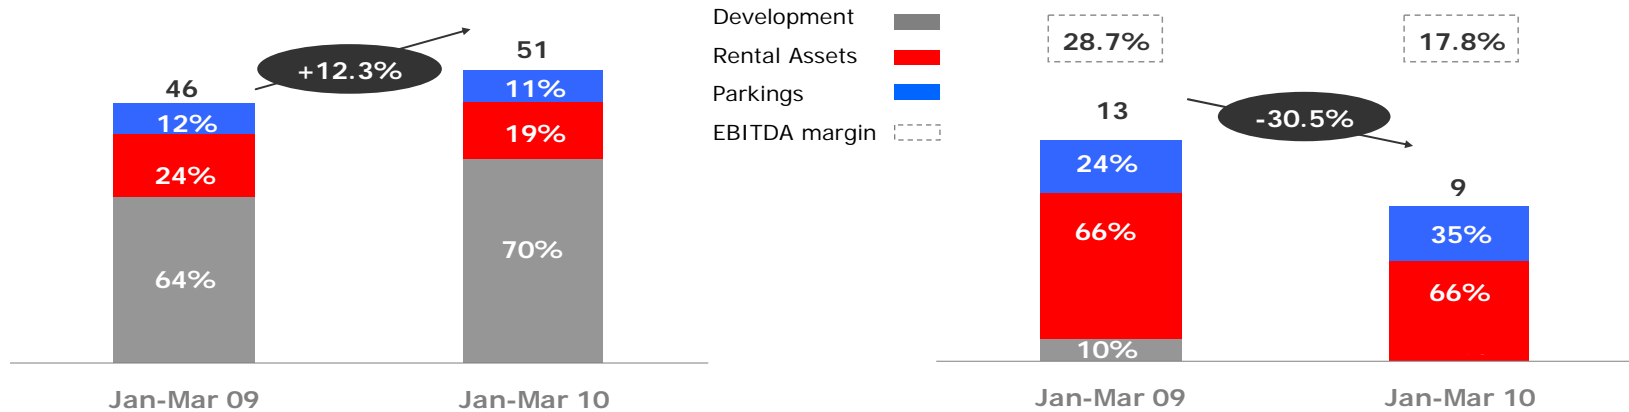 46
+12.3%
51
12%
11%
24%
19%
64%
70%
Jan-Mar 09
Jan-Mar 10
Development
Rental Assets
Parkings
EBITDA margin
28.7%
17.8%
13
-30.5%
9
24%
35%
66%
66%
10%
Jan-Mar 09
Jan-Mar 10